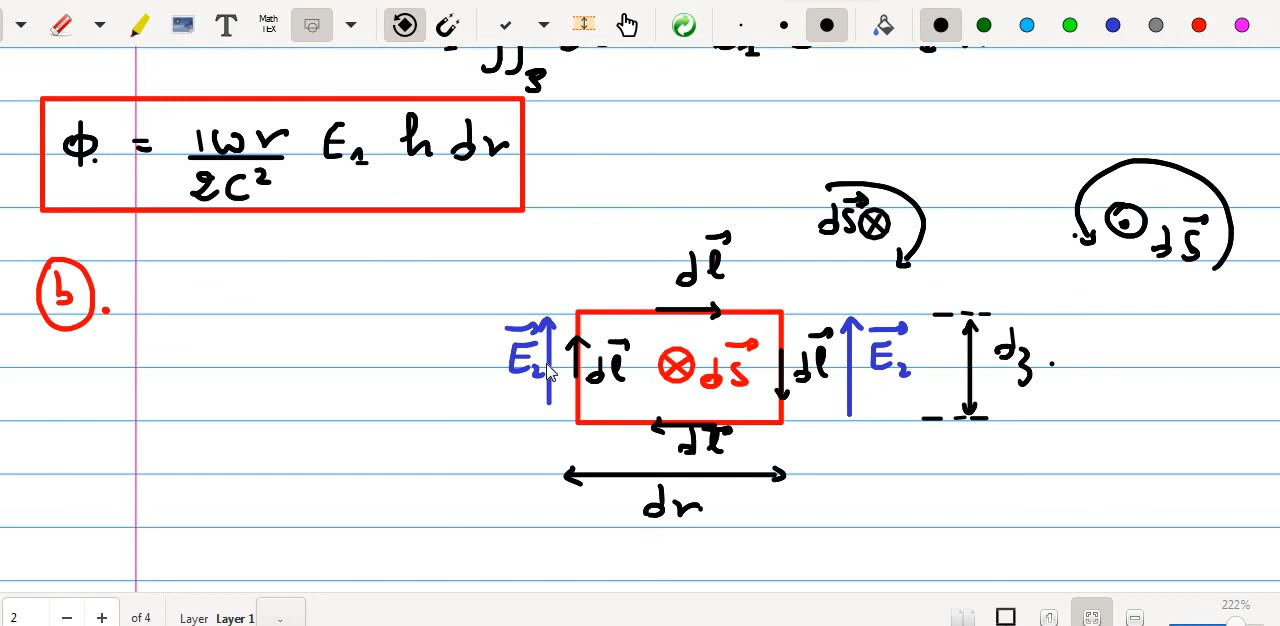 Math
TEX
S
ϕ. = ıω r / 2C² E₁ h dr
dS⃗
dS⃗
dl⃗
b.
E⃗₂ dl⃗ dS⃗ dl⃗ E⃗₂ dz.
dl⃗
dr
2 of 4 Layer Layer 1 222%